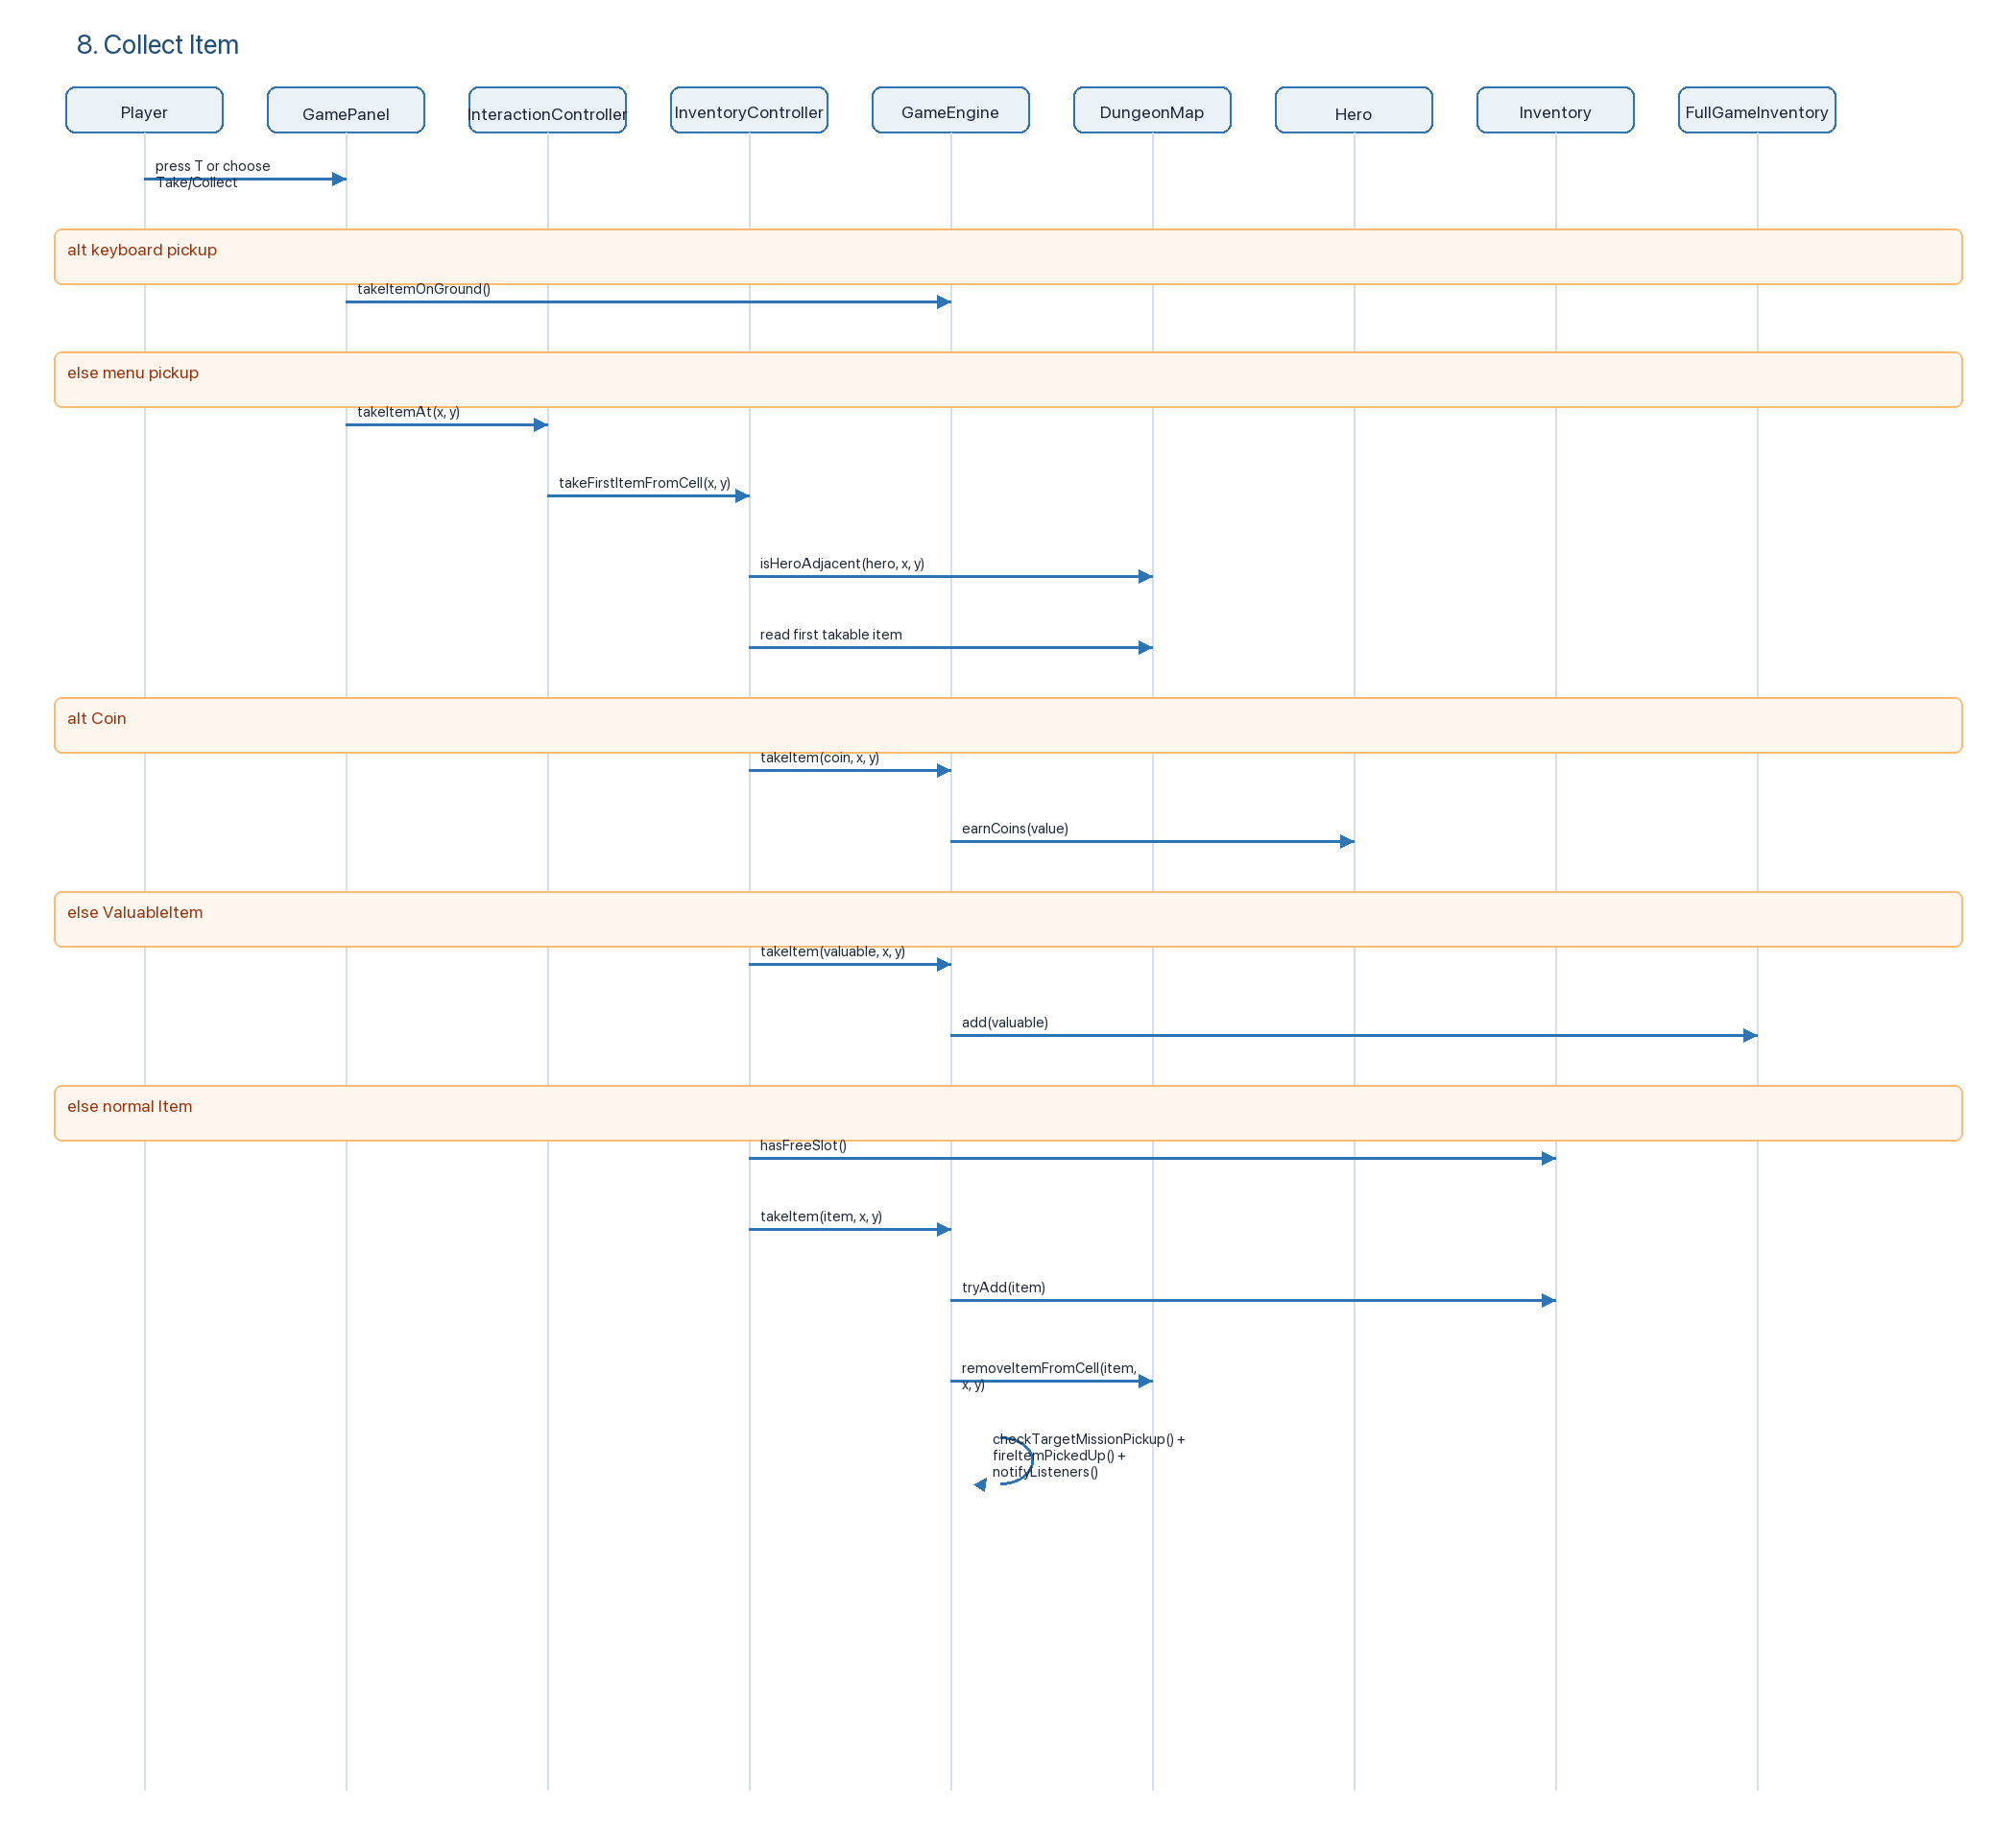 8. Collect Item
Player
GamePanel
InteractionController
InventoryController
GameEngine
DungeonMap
Hero
Inventory
FullGameInventory
press T or choose
Take/Collect
alt keyboard pickup
takeItemOnGround()
else menu pickup
takeItemAt(x, y)
takeFirstItemFromCell(x, y)
isHeroAdjacent(hero, x, y)
read first takable item
alt Coin
takeItem(coin, x, y)
earnCoins(value)
else ValuableItem
takeItem(valuable, x, y)
add(valuable)
else normal Item
hasFreeSlot()
takeItem(item, x, y)
tryAdd(item)
removeItemFromCell(item,
x, y)
checkTargetMissionPickup() +
fireItemPickedUp() +
notifyListeners()